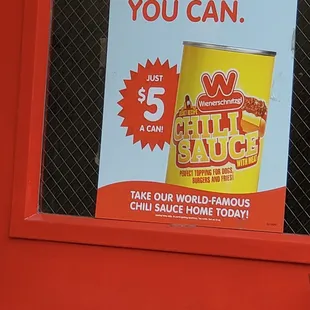 YOU CAN.
JUST
$5
A CAN!
W
Wienerschnitzel
CHILI
SAUCE
WITH MEAT
PERFECT TOPPING FOR DOGS,
BURGERS AND FRIES!
TAKE OUR WORLD-FAMOUS
CHILI SAUCE HOME TODAY!